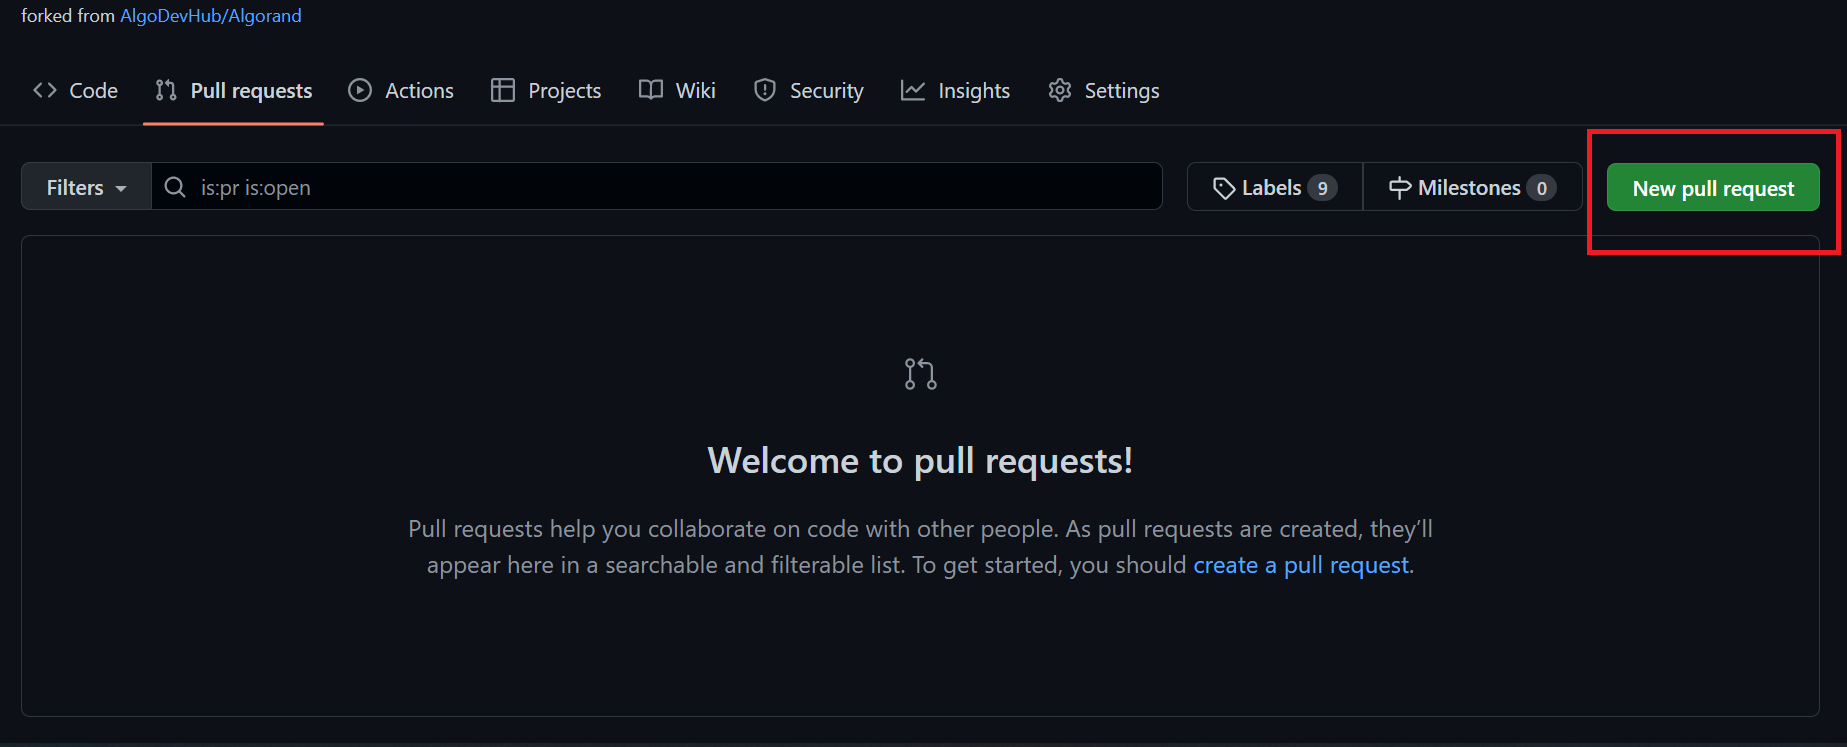 forked from AlgoDevHub/Algorand
Code Pull requests Actions Projects Wiki Security Insights Settings
Filters is:pr is:open Labels 9 Milestones 0 New pull request
Welcome to pull requests!
Pull requests help you collaborate on code with other people. As pull requests are created, they’ll
appear here in a searchable and filterable list. To get started, you should create a pull request.